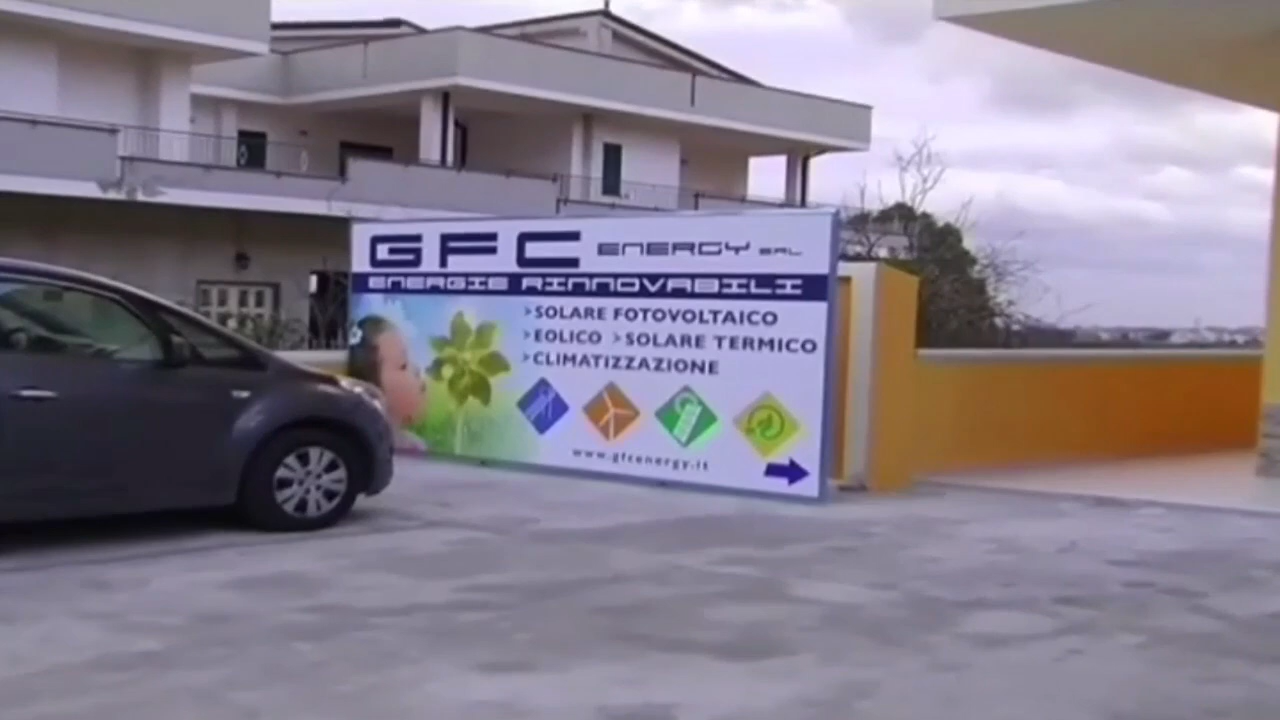 GFC ENERGY SRL
ENERGIE RINNOVABILI
>SOLARE FOTOVOLTAICO
>EOLICO >SOLARE TERMICO
>CLIMATIZZAZIONE
www.gfcenergy.it